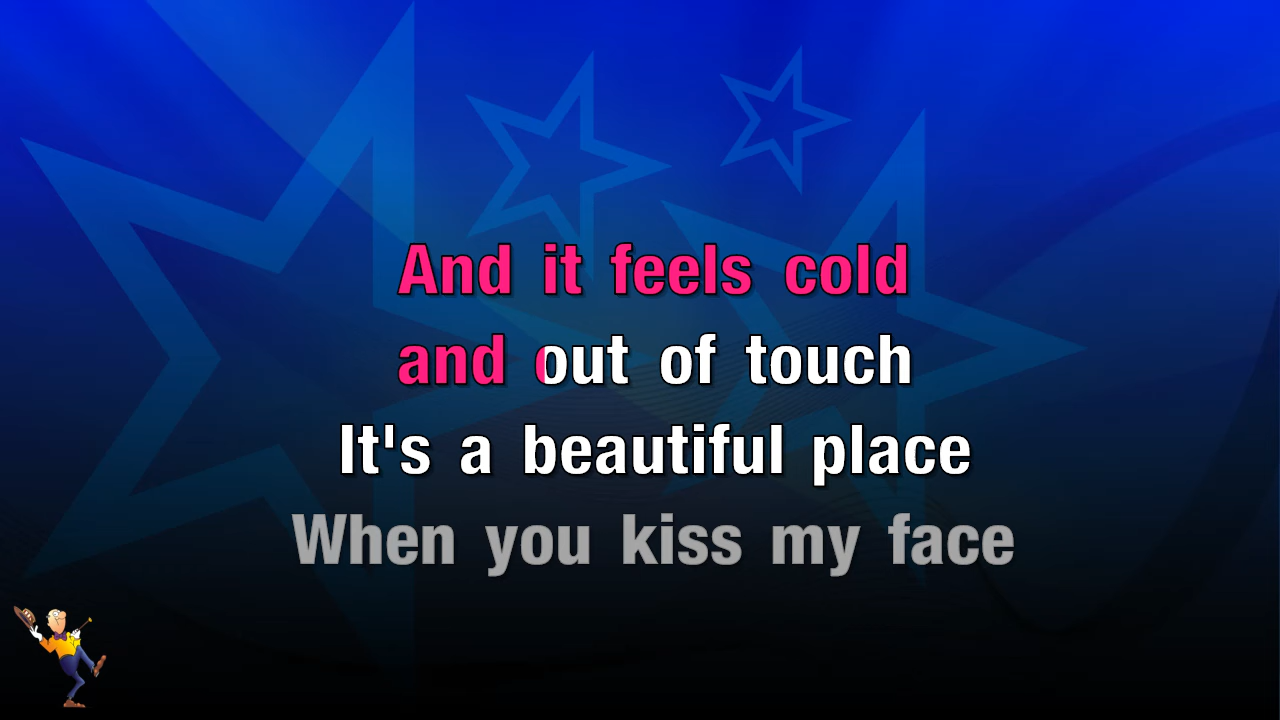 And it feels cold
and out of touch
It's a beautiful place
When you kiss my face